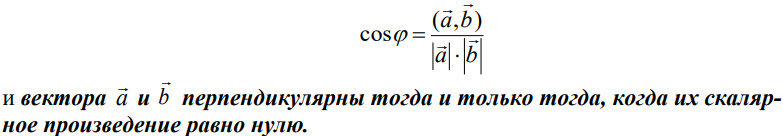 cosφ = (a⃗,b⃗) / |a⃗|·|b⃗|
и вектора a⃗ и b⃗ перпендикулярны тогда и только тогда, когда их скаляр-
ное произведение равно нулю.